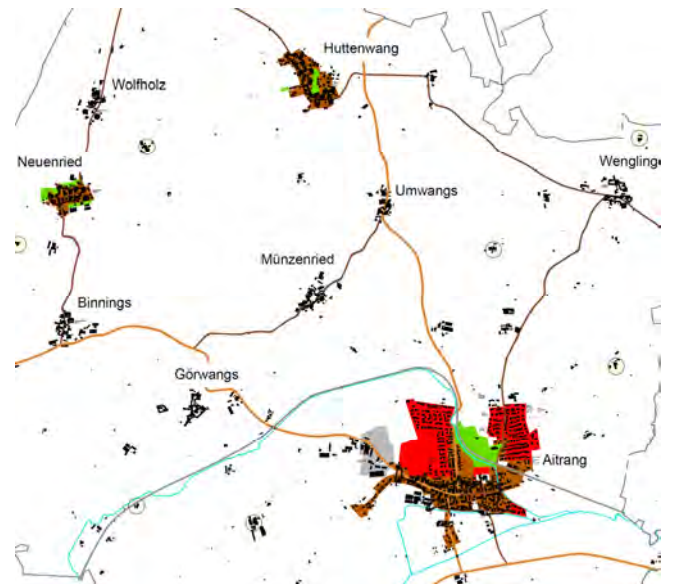 Huttenwang
Wolfholz
Neuenried
Wenglinge
Umwangs
Münzenried
Binnings
Görwangs
Aitrang